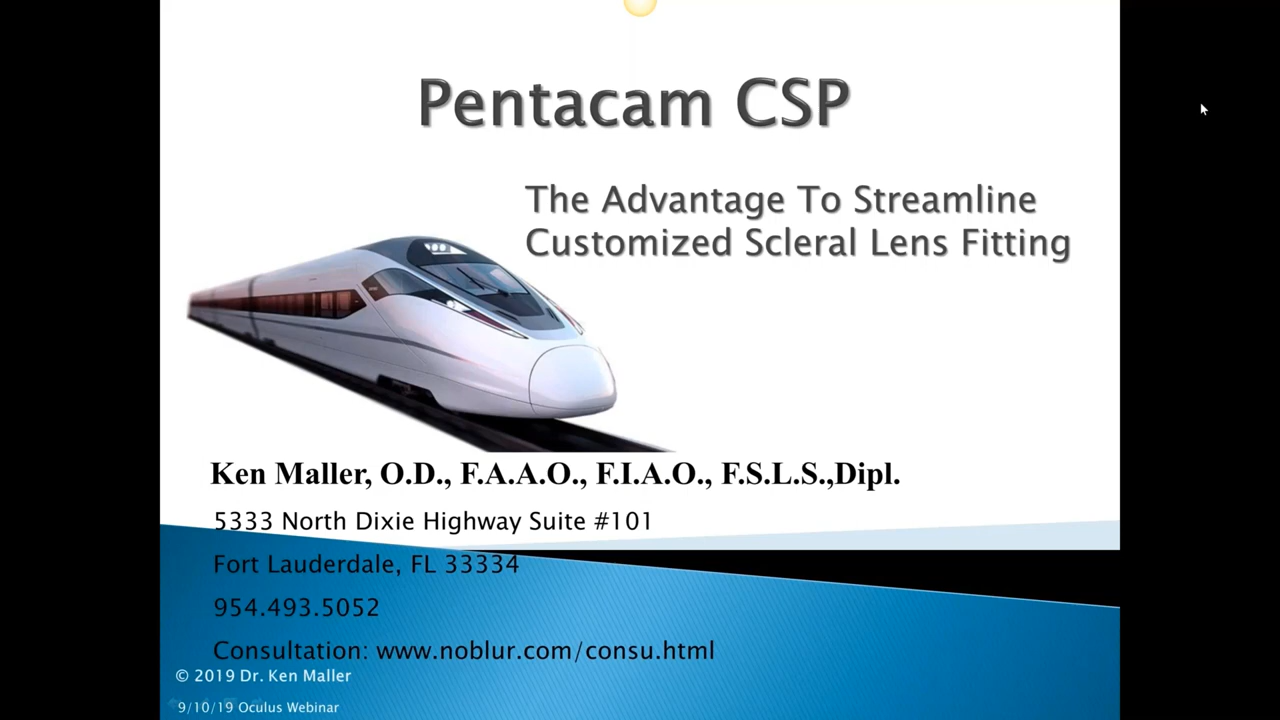 Pentacam CSP
The Advantage To Streamline
Customized Scleral Lens Fitting
Ken Maller, O.D., F.A.A.O., F.I.A.O., F.S.L.S.,Dipl.
5333 North Dixie Highway Suite #101
Fort Lauderdale, FL 33334
954.493.5052
Consultation: www.noblur.com/consu.html
© 2019 Dr. Ken Maller
9/10/19 Oculus Webinar